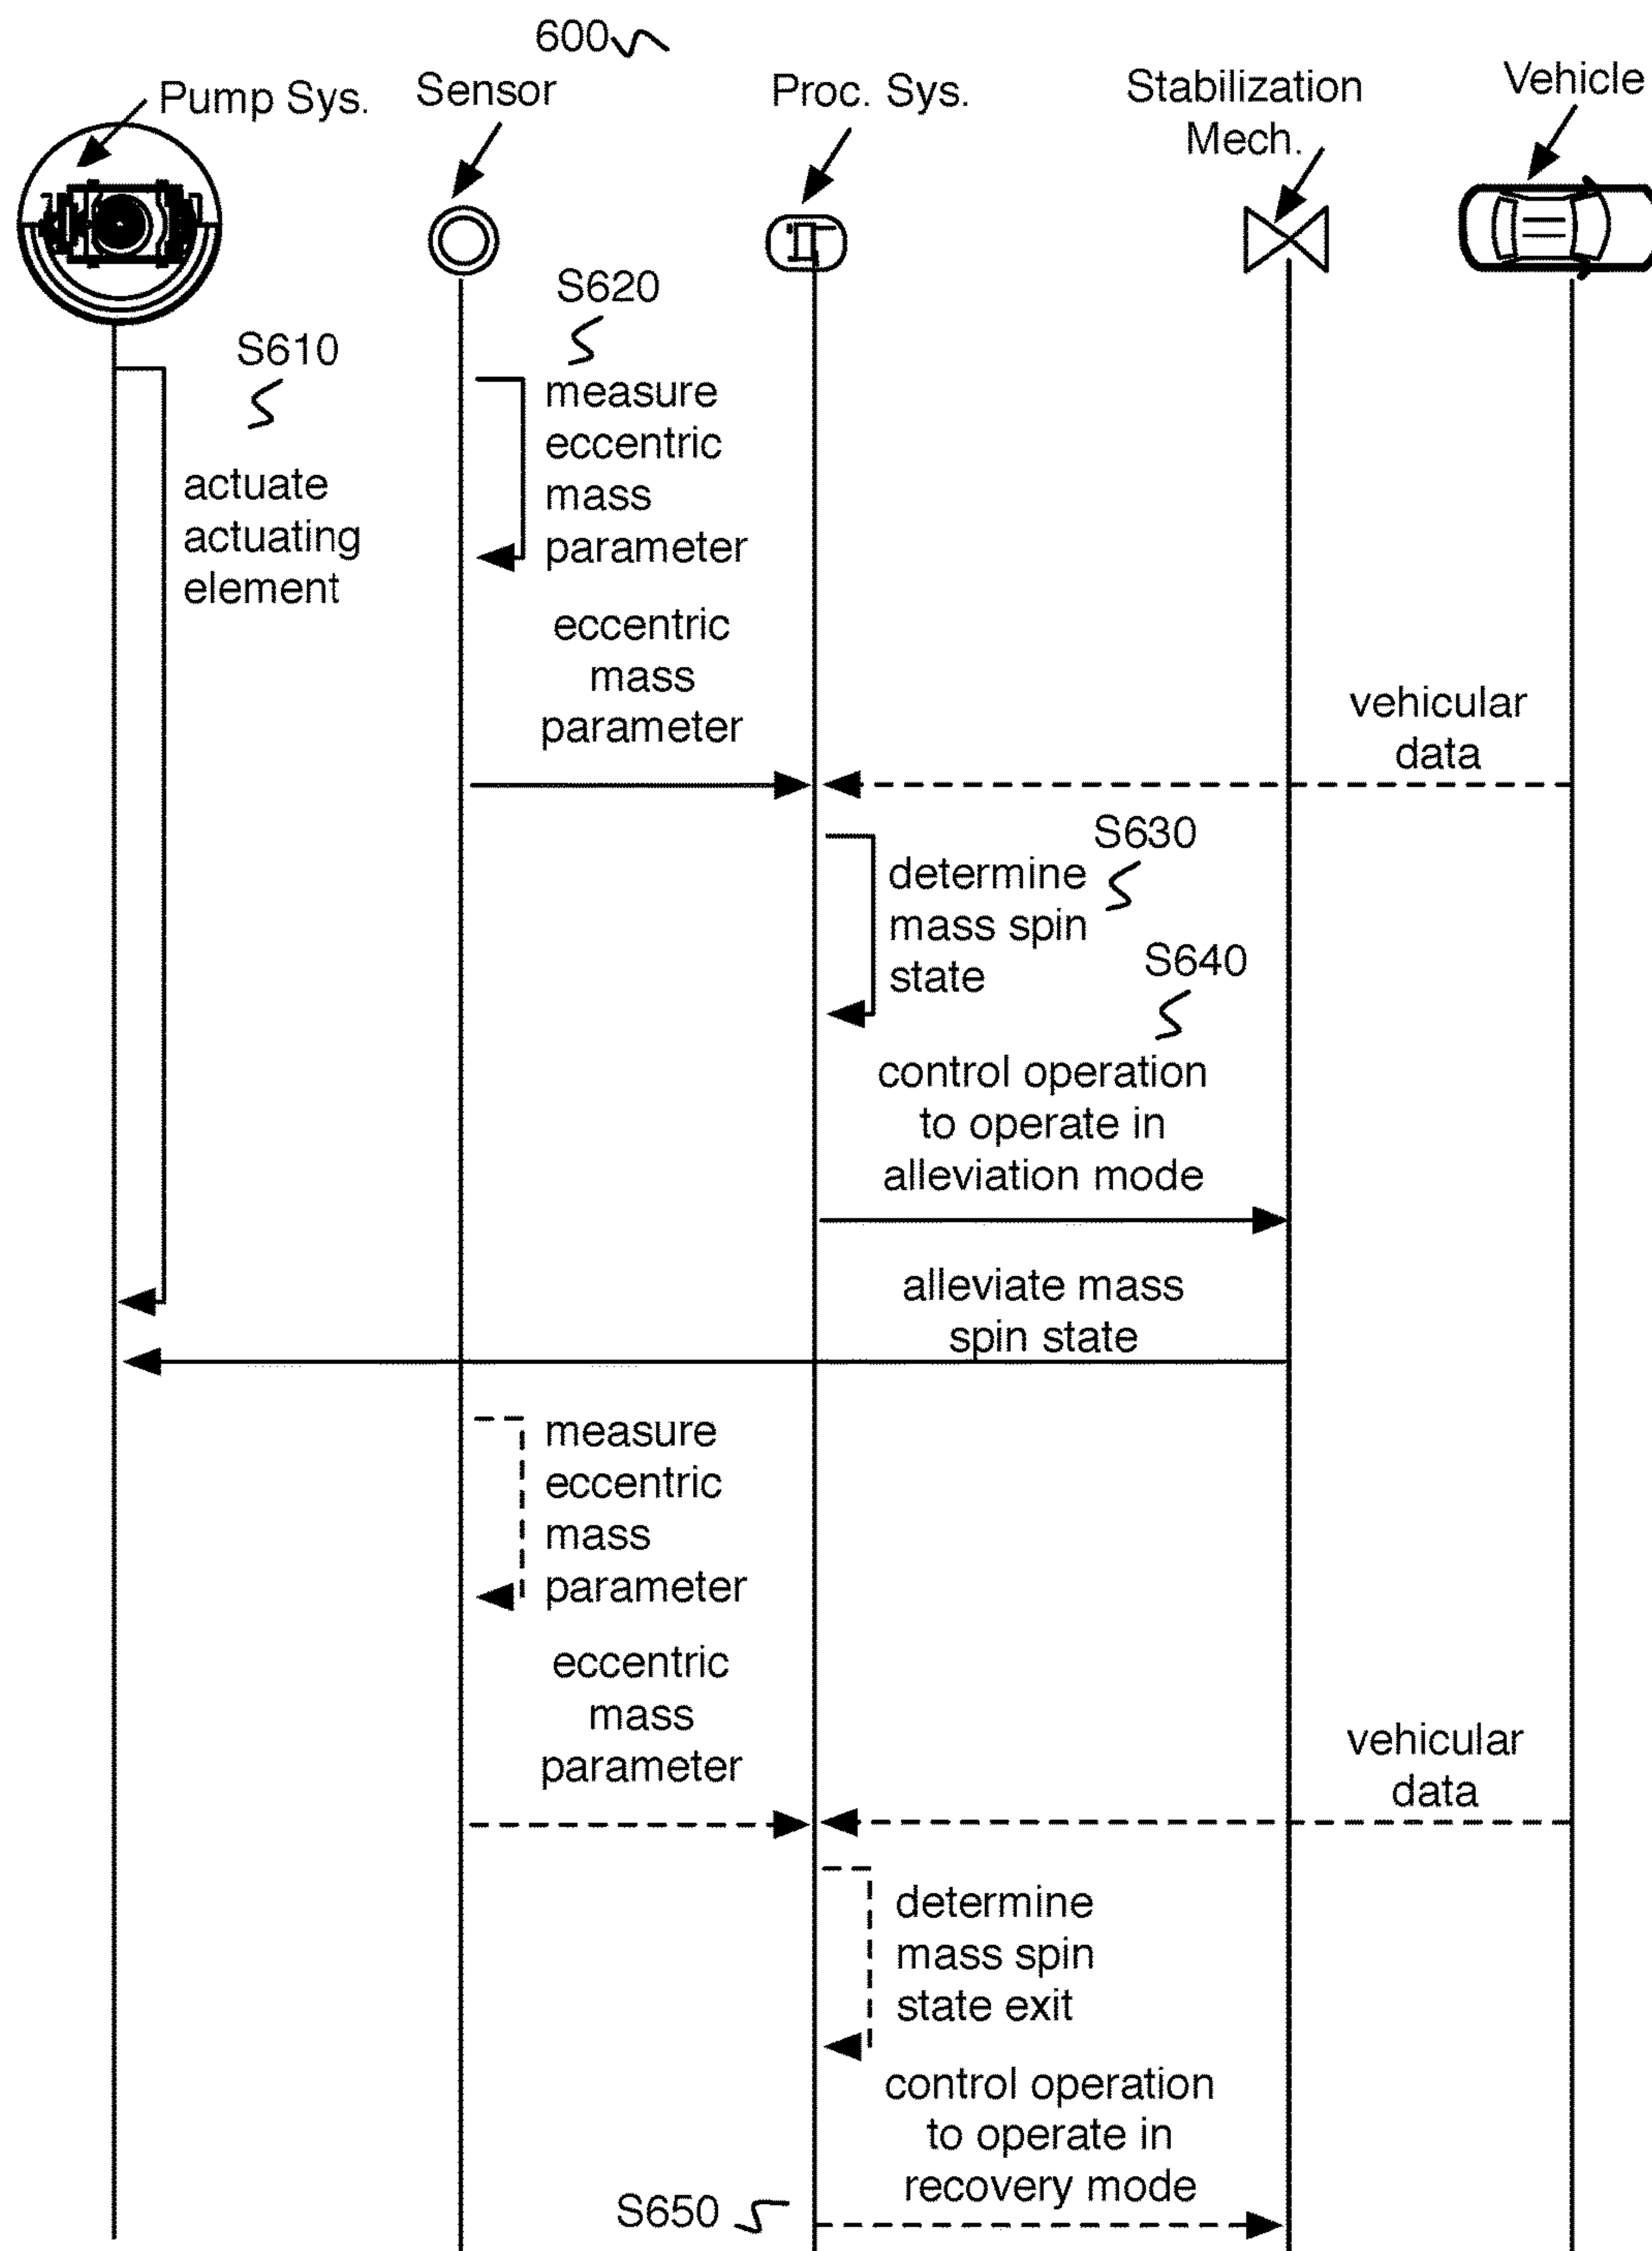 600
Pump Sys.
Sensor
Proc. Sys.
Stabilization
Mech.
Vehicle
S610
actuate
actuating
element
S620
measure
eccentric
mass
parameter
eccentric
mass
parameter
vehicular
data
S630
determine
mass spin
state
S640
control operation
to operate in
alleviation mode
alleviate mass
spin state
measure
eccentric
mass
parameter
eccentric
mass
parameter
vehicular
data
determine
mass spin
state exit
control operation
to operate in
recovery mode
S650